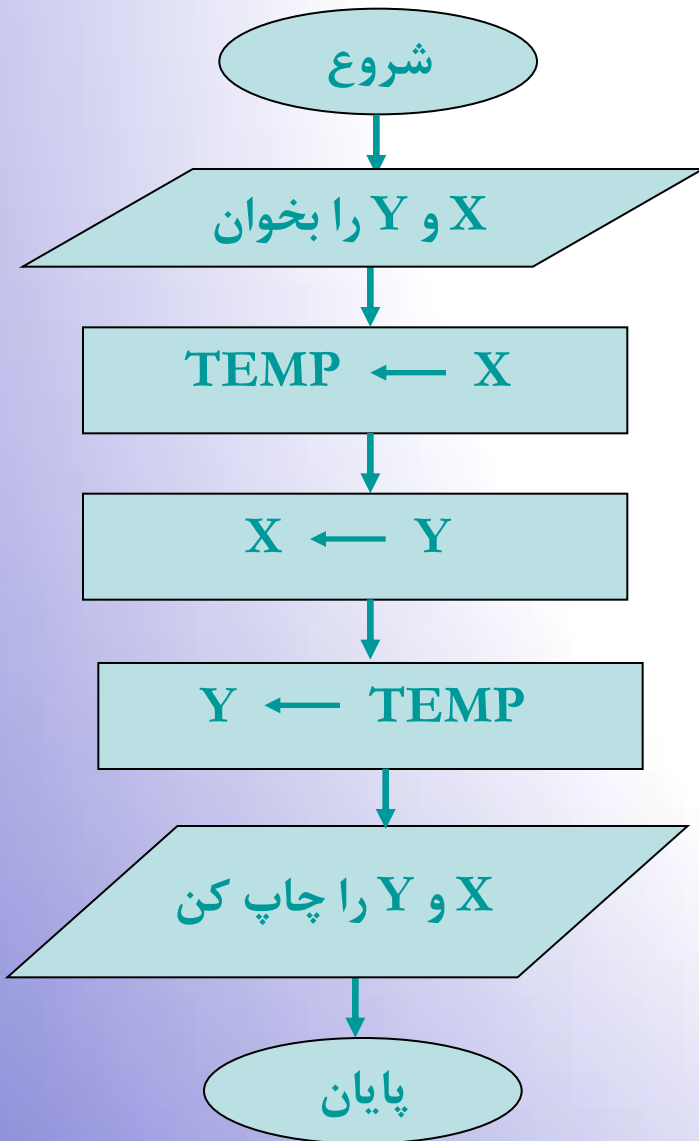 شروع
X و Y را بخوان
TEMP ← X
X ← Y
Y ← TEMP
X و Y را چاپ کن
پایان